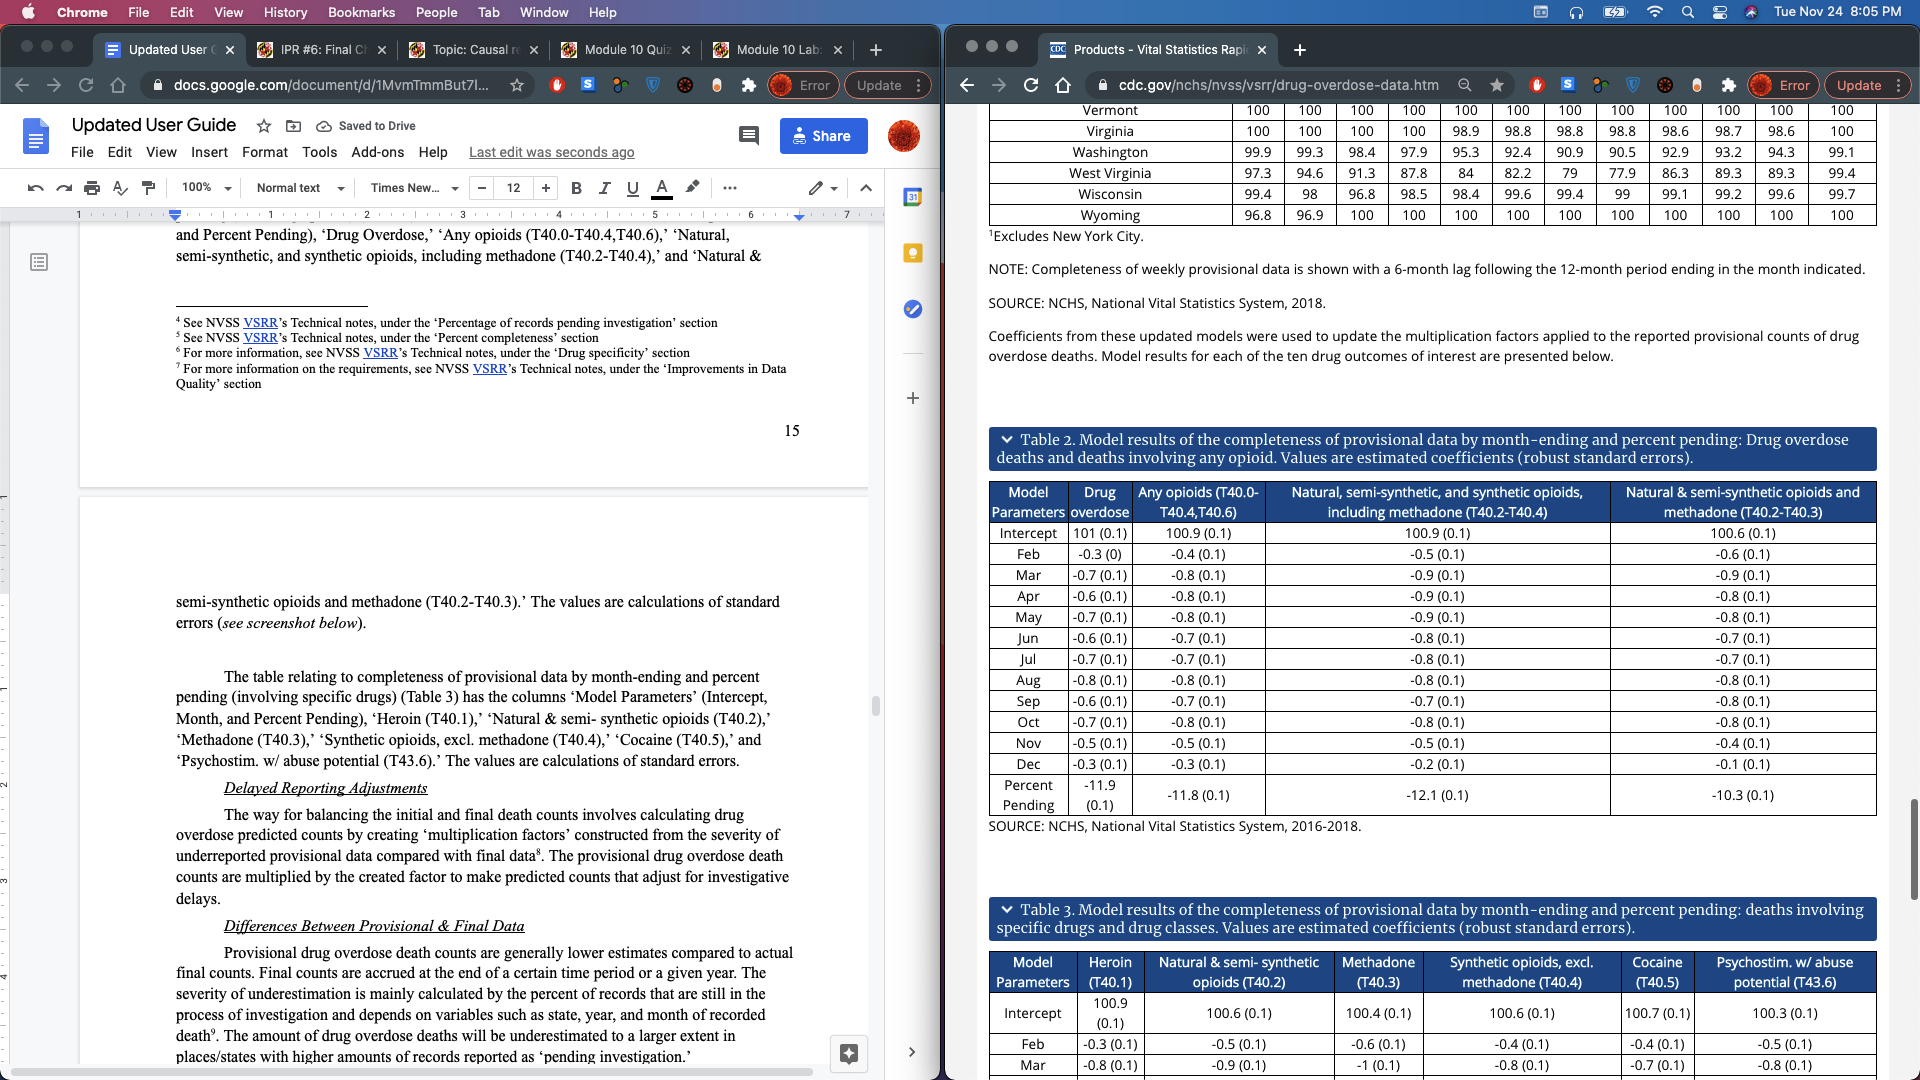 Chrome File Edit View History Bookmarks People Tab Window Help
Tue Nov 24 8:05 PM
Updated User G
IPR #6: Final Ch
Topic: Causal re
Module 10 Quiz
Module 10 Lab:
docs.google.com/document/d/1MvmTmmBut7l...
Error
Update
Updated User Guide
Saved to Drive
Share
File Edit View Insert Format Tools Add-ons Help Last edit was seconds ago
100% Normal text Times New... 12 B I U A
1 1 2 3 4 5 6 7
and Percent Pending), ‘Drug Overdose,’ ‘Any opioids (T40.0-T40.4,T40.6),’ ‘Natural,
semi-synthetic, and synthetic opioids, including methadone (T40.2-T40.4),’ and ‘Natural &
4 See NVSS VSRR’s Technical notes, under the ‘Percentage of records pending investigation’ section
5 See NVSS VSRR’s Technical notes, under the ‘Percent completeness’ section
6 For more information, see NVSS VSRR’s Technical notes, under the ‘Drug specificity’ section
7 For more information on the requirements, see NVSS VSRR’s Technical notes, under the ‘Improvements in Data
Quality’ section
15
semi-synthetic opioids and methadone (T40.2-T40.3).’ The values are calculations of standard
errors (see screenshot below).
The table relating to completeness of provisional data by month-ending and percent
pending (involving specific drugs) (Table 3) has the columns ‘Model Parameters’ (Intercept,
Month, and Percent Pending), ‘Heroin (T40.1),’ ‘Natural & semi- synthetic opioids (T40.2),’
‘Methadone (T40.3),’ ‘Synthetic opioids, excl. methadone (T40.4),’ ‘Cocaine (T40.5),’ and
‘Psychostim. w/ abuse potential (T43.6).’ The values are calculations of standard errors.
Delayed Reporting Adjustments
The way for balancing the initial and final death counts involves calculating drug
overdose predicted counts by creating ‘multiplication factors’ constructed from the severity of
underreported provisional data compared with final data8. The provisional drug overdose death
counts are multiplied by the created factor to make predicted counts that adjust for investigative
delays.
Differences Between Provisional & Final Data
Provisional drug overdose death counts are generally lower estimates compared to actual
final counts. Final counts are accrued at the end of a certain time period or a given year. The
severity of underestimation is mainly calculated by the percent of records that are still in the
process of investigation and depends on variables such as state, year, and month of recorded
death9. The amount of drug overdose deaths will be underestimated to a larger extent in
places/states with higher amounts of records reported as ‘pending investigation.’
CDC Products - Vital Statistics Rapi
cdc.gov/nchs/nvss/vsrr/drug-overdose-data.htm
Error
Update
Vermont 100 100 100 100 100 100 100 100 100 100 100 100
Virginia 100 100 100 100 98.9 98.8 98.8 98.8 98.6 98.7 98.6 100
Washington 99.9 99.3 98.4 97.9 95.3 92.4 90.9 90.5 92.9 93.2 94.3 99.1
West Virginia 97.3 94.6 91.3 87.8 84 82.2 79 77.9 86.3 89.3 89.3 99.4
Wisconsin 99.4 98 96.8 98.5 98.4 99.6 99.4 99 99.1 99.2 99.6 99.7
Wyoming 96.8 96.9 100 100 100 100 100 100 100 100 100 100
1Excludes New York City.
NOTE: Completeness of weekly provisional data is shown with a 6-month lag following the 12-month period ending in the month indicated.
SOURCE: NCHS, National Vital Statistics System, 2018.
Coefficients from these updated models were used to update the multiplication factors applied to the reported provisional counts of drug
overdose deaths. Model results for each of the ten drug outcomes of interest are presented below.
Table 2. Model results of the completeness of provisional data by month-ending and percent pending: Drug overdose
deaths and deaths involving any opioid. Values are estimated coefficients (robust standard errors).
Model Drug Any opioids (T40.0- Natural, semi-synthetic, and synthetic opioids, Natural & semi-synthetic opioids and
Parameters overdose T40.4,T40.6) including methadone (T40.2-T40.4) methadone (T40.2-T40.3)
Intercept 101 (0.1) 100.9 (0.1) 100.9 (0.1) 100.6 (0.1)
Feb -0.3 (0) -0.4 (0.1) -0.5 (0.1) -0.6 (0.1)
Mar -0.7 (0.1) -0.8 (0.1) -0.9 (0.1) -0.9 (0.1)
Apr -0.6 (0.1) -0.8 (0.1) -0.9 (0.1) -0.8 (0.1)
May -0.7 (0.1) -0.8 (0.1) -0.9 (0.1) -0.8 (0.1)
Jun -0.6 (0.1) -0.7 (0.1) -0.8 (0.1) -0.7 (0.1)
Jul -0.7 (0.1) -0.7 (0.1) -0.8 (0.1) -0.7 (0.1)
Aug -0.8 (0.1) -0.8 (0.1) -0.8 (0.1) -0.8 (0.1)
Sep -0.6 (0.1) -0.7 (0.1) -0.7 (0.1) -0.8 (0.1)
Oct -0.7 (0.1) -0.8 (0.1) -0.8 (0.1) -0.8 (0.1)
Nov -0.5 (0.1) -0.5 (0.1) -0.5 (0.1) -0.4 (0.1)
Dec -0.3 (0.1) -0.3 (0.1) -0.2 (0.1) -0.1 (0.1)
Percent -11.9
-11.8 (0.1) -12.1 (0.1) -10.3 (0.1)
Pending (0.1)
SOURCE: NCHS, National Vital Statistics System, 2016-2018.
Table 3. Model results of the completeness of provisional data by month-ending and percent pending: deaths involving
specific drugs and drug classes. Values are estimated coefficients (robust standard errors).
Model Heroin Natural & semi- synthetic Methadone Synthetic opioids, excl. Cocaine Psychostim. w/ abuse
Parameters (T40.1) opioids (T40.2) (T40.3) methadone (T40.4) (T40.5) potential (T43.6)
100.9
Intercept 100.6 (0.1) 100.4 (0.1) 100.6 (0.1) 100.7 (0.1) 100.3 (0.1)
(0.1)
Feb -0.3 (0.1) -0.5 (0.1) -0.6 (0.1) -0.4 (0.1) -0.4 (0.1) -0.5 (0.1)
Mar -0.8 (0.1) -0.9 (0.1) -1 (0.1) -0.8 (0.1) -0.7 (0.1) -0.8 (0.1)